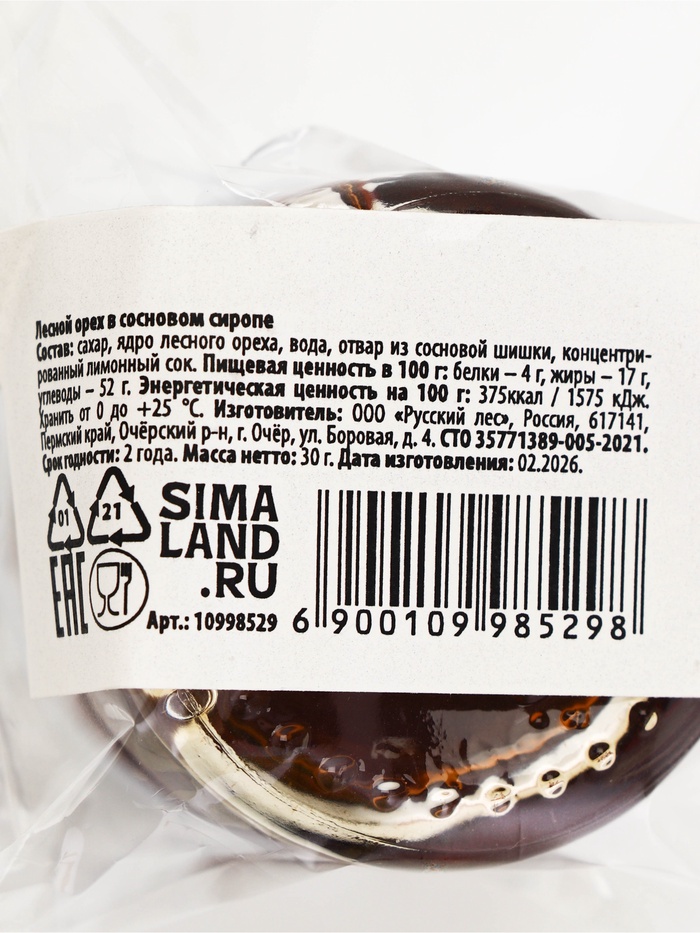 Лесной орех в сосновом сиропе
Состав: сахар, ядро лесного ореха, вода, отвар из сосновой шишки, концентри-
рованный лимонный сок. Пищевая ценность в 100 г: белки – 4 г, жиры – 17 г,
углеводы – 52 г. Энергетическая ценность на 100 г: 375ккал / 1575 кДж.
Хранить от 0 до +25 °C. Изготовитель: ООО «Русский лес», Россия, 617141,
Пермский край, Очёрский р-н, г. Очёр, ул. Боровая, д. 4. СТО 35771389-005-2021.
Срок годности: 2 года. Масса нетто: 30 г. Дата изготовления: 02.2026.
01 21
SIMA
LAND
.RU
EAC
Арт.: 10998529
6 900109 985298